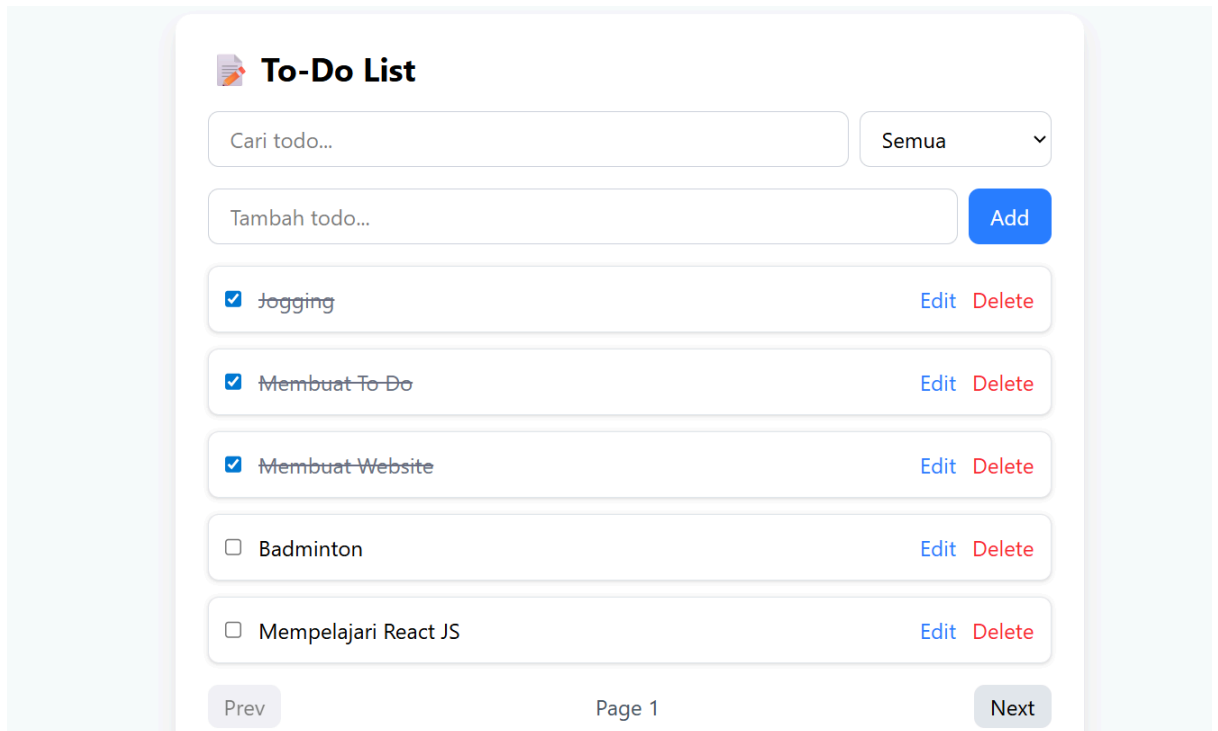 To-Do List
Cari todo...
Semua
Tambah todo...
Add
Jogging Edit Delete
Membuat To Do Edit Delete
Membuat Website Edit Delete
Badminton Edit Delete
Mempelajari React JS Edit Delete
Prev Page 1 Next